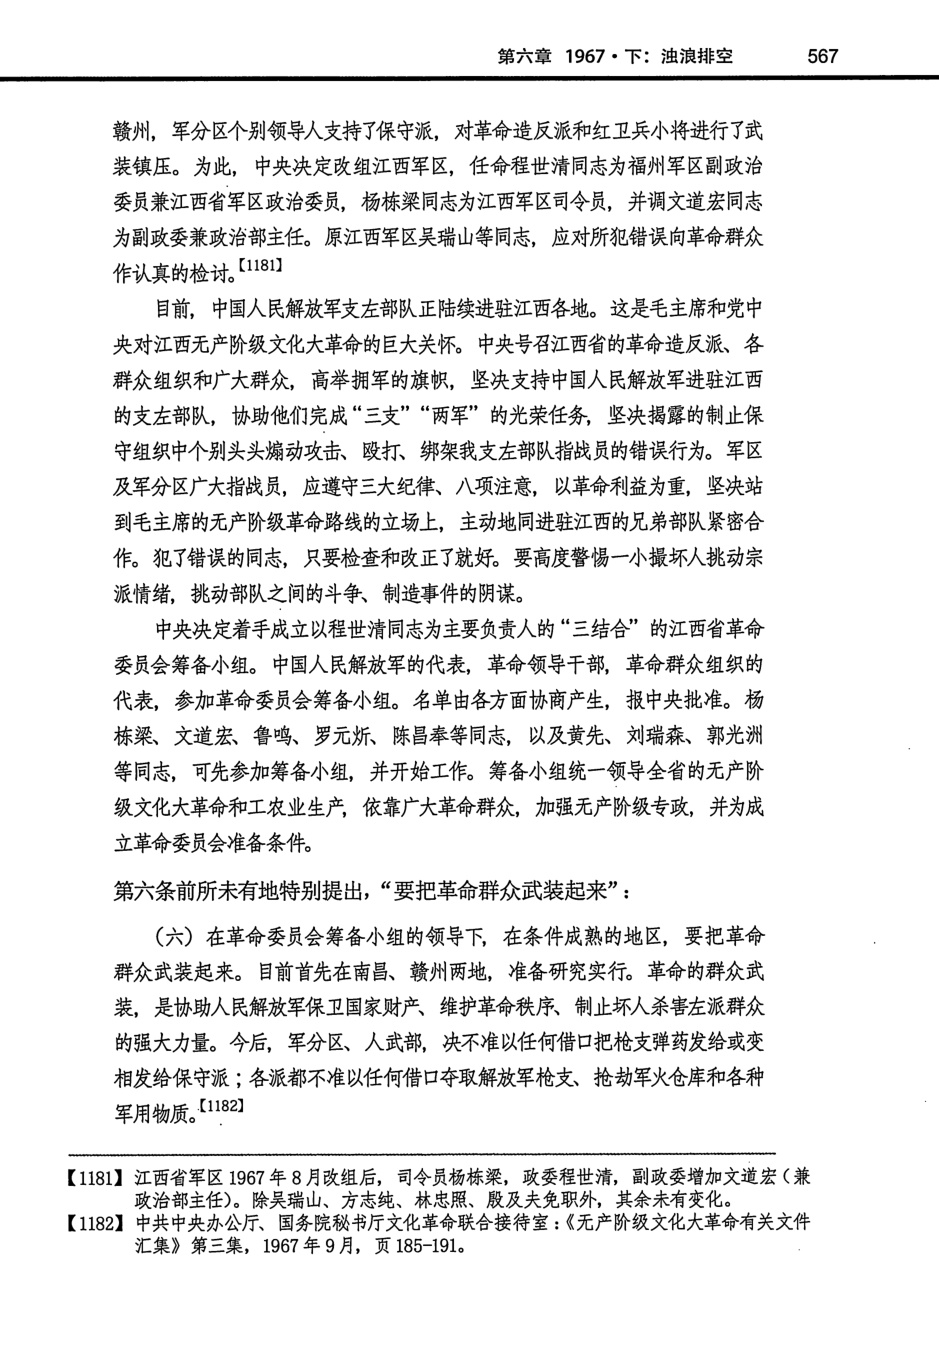 第六章 1967·下：浊浪排空 567
赣州，军分区个别领导人支持了保守派，对革命造反派和红卫兵小将进行了武
装镇压。为此，中央决定改组江西军区，任命程世清同志为福州军区副政治
委员兼江西省军区政治委员，杨栋梁同志为江西军区司令员，并调文道宏同志
为副政委兼政治部主任。原江西军区吴瑞山等同志，应对所犯错误向革命群众
作认真的检讨。【1181】
目前，中国人民解放军支左部队正陆续进驻江西各地。这是毛主席和党中
央对江西无产阶级文化大革命的巨大关怀。中央号召江西省的革命造反派、各
群众组织和广大群众，高举拥军的旗帜，坚决支持中国人民解放军进驻江西
的支左部队，协助他们完成“三支”“两军”的光荣任务，坚决揭露的制止保
守组织中个别头头煽动攻击、殴打、绑架我支左部队指战员的错误行为。军区
及军分区广大指战员，应遵守三大纪律、八项注意，以革命利益为重，坚决站
到毛主席的无产阶级革命路线的立场上，主动地同进驻江西的兄弟部队紧密合
作。犯了错误的同志，只要检查和改正了就好。要高度警惕一小撮坏人挑动宗
派情绪，挑动部队之间的斗争、制造事件的阴谋。
中央决定着手成立以程世清同志为主要负责人的“三结合”的江西省革命
委员会筹备小组。中国人民解放军的代表，革命领导干部，革命群众组织的
代表，参加革命委员会筹备小组。名单由各方面协商产生，报中央批准。杨
栋梁、文道宏、鲁鸣、罗元炘、陈昌奉等同志，以及黄先、刘瑞森、郭光洲
等同志，可先参加筹备小组，并开始工作。筹备小组统一领导全省的无产阶
级文化大革命和工农业生产，依靠广大革命群众，加强无产阶级专政，并为成
立革命委员会准备条件。
第六条前所未有地特别提出，“要把革命群众武装起来”：
（六）在革命委员会筹备小组的领导下，在条件成熟的地区，要把革命
群众武装起来。目前首先在南昌、赣州两地，准备研究实行。革命的群众武
装，是协助人民解放军保卫国家财产、维护革命秩序、制止坏人杀害左派群众
的强大力量。今后，军分区、人武部，决不准以任何借口把枪支弹药发给或变
相发给保守派；各派都不准以任何借口夺取解放军枪支、抢劫军火仓库和各种
军用物质。【1182】
【1181】江西省军区 1967 年 8 月改组后，司令员杨栋梁，政委程世清，副政委增加文道宏（兼
政治部主任）。除吴瑞山、方志纯、林忠照、殷及夫免职外，其余未有变化。
【1182】中共中央办公厅、国务院秘书厅文化革命联合接待室：《无产阶级文化大革命有关文件
汇集》第三集，1967 年 9 月，页 185-191。